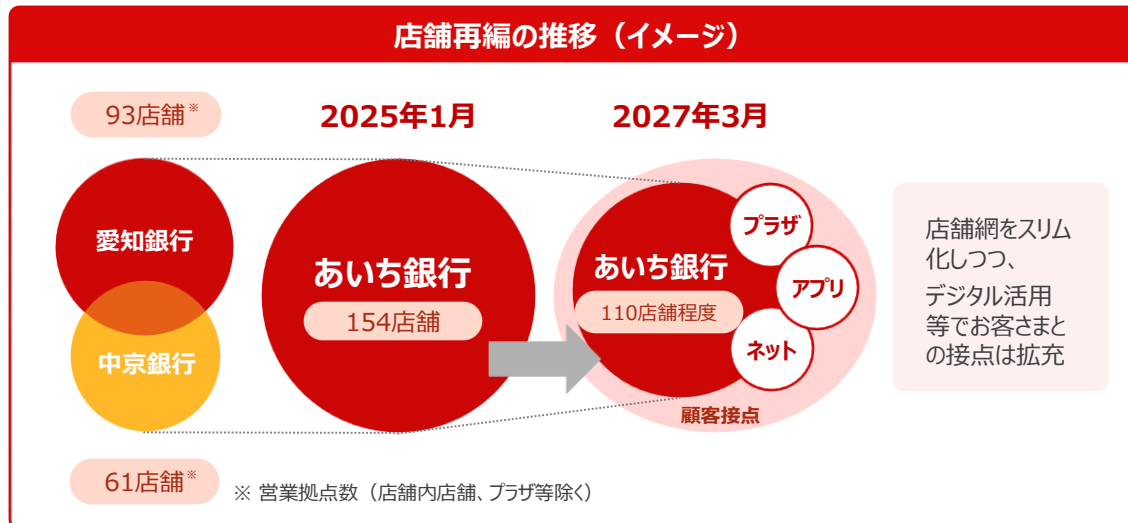 店舗再編の推移（イメージ）
93店舗※
2025年1月
2027年3月
愛知銀行
中京銀行
あいち銀行
154店舗
あいち銀行
110店舗程度
プラザ
アプリ
ネット
顧客接点
店舗網をスリム
化しつつ、
デジタル活用
等でお客さまと
の接点は拡充
61店舗※
※ 営業拠点数（店舗内店舗、プラザ等除く）